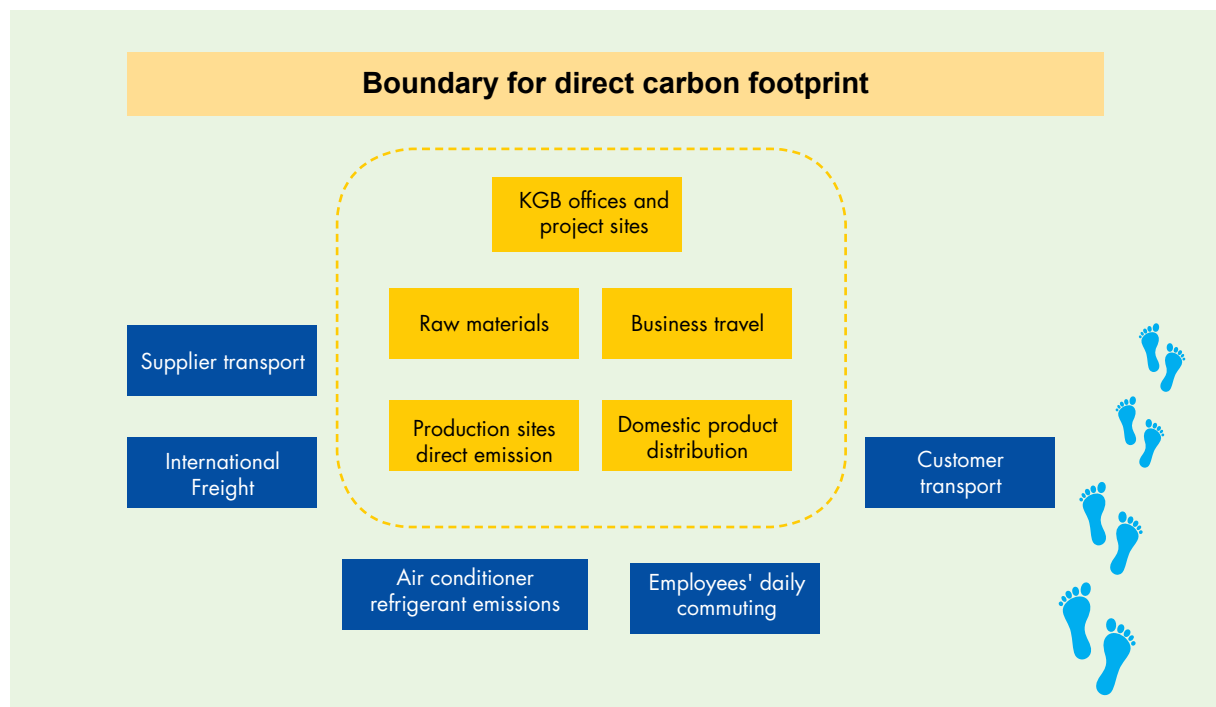 Boundary for direct carbon footprint
KGB offices and
project sites
Raw materials
Business travel
Supplier transport
Production sites
direct emission
Domestic product
distribution
International
Freight
Customer
transport
Air conditioner
refrigerant emissions
Employees' daily
commuting